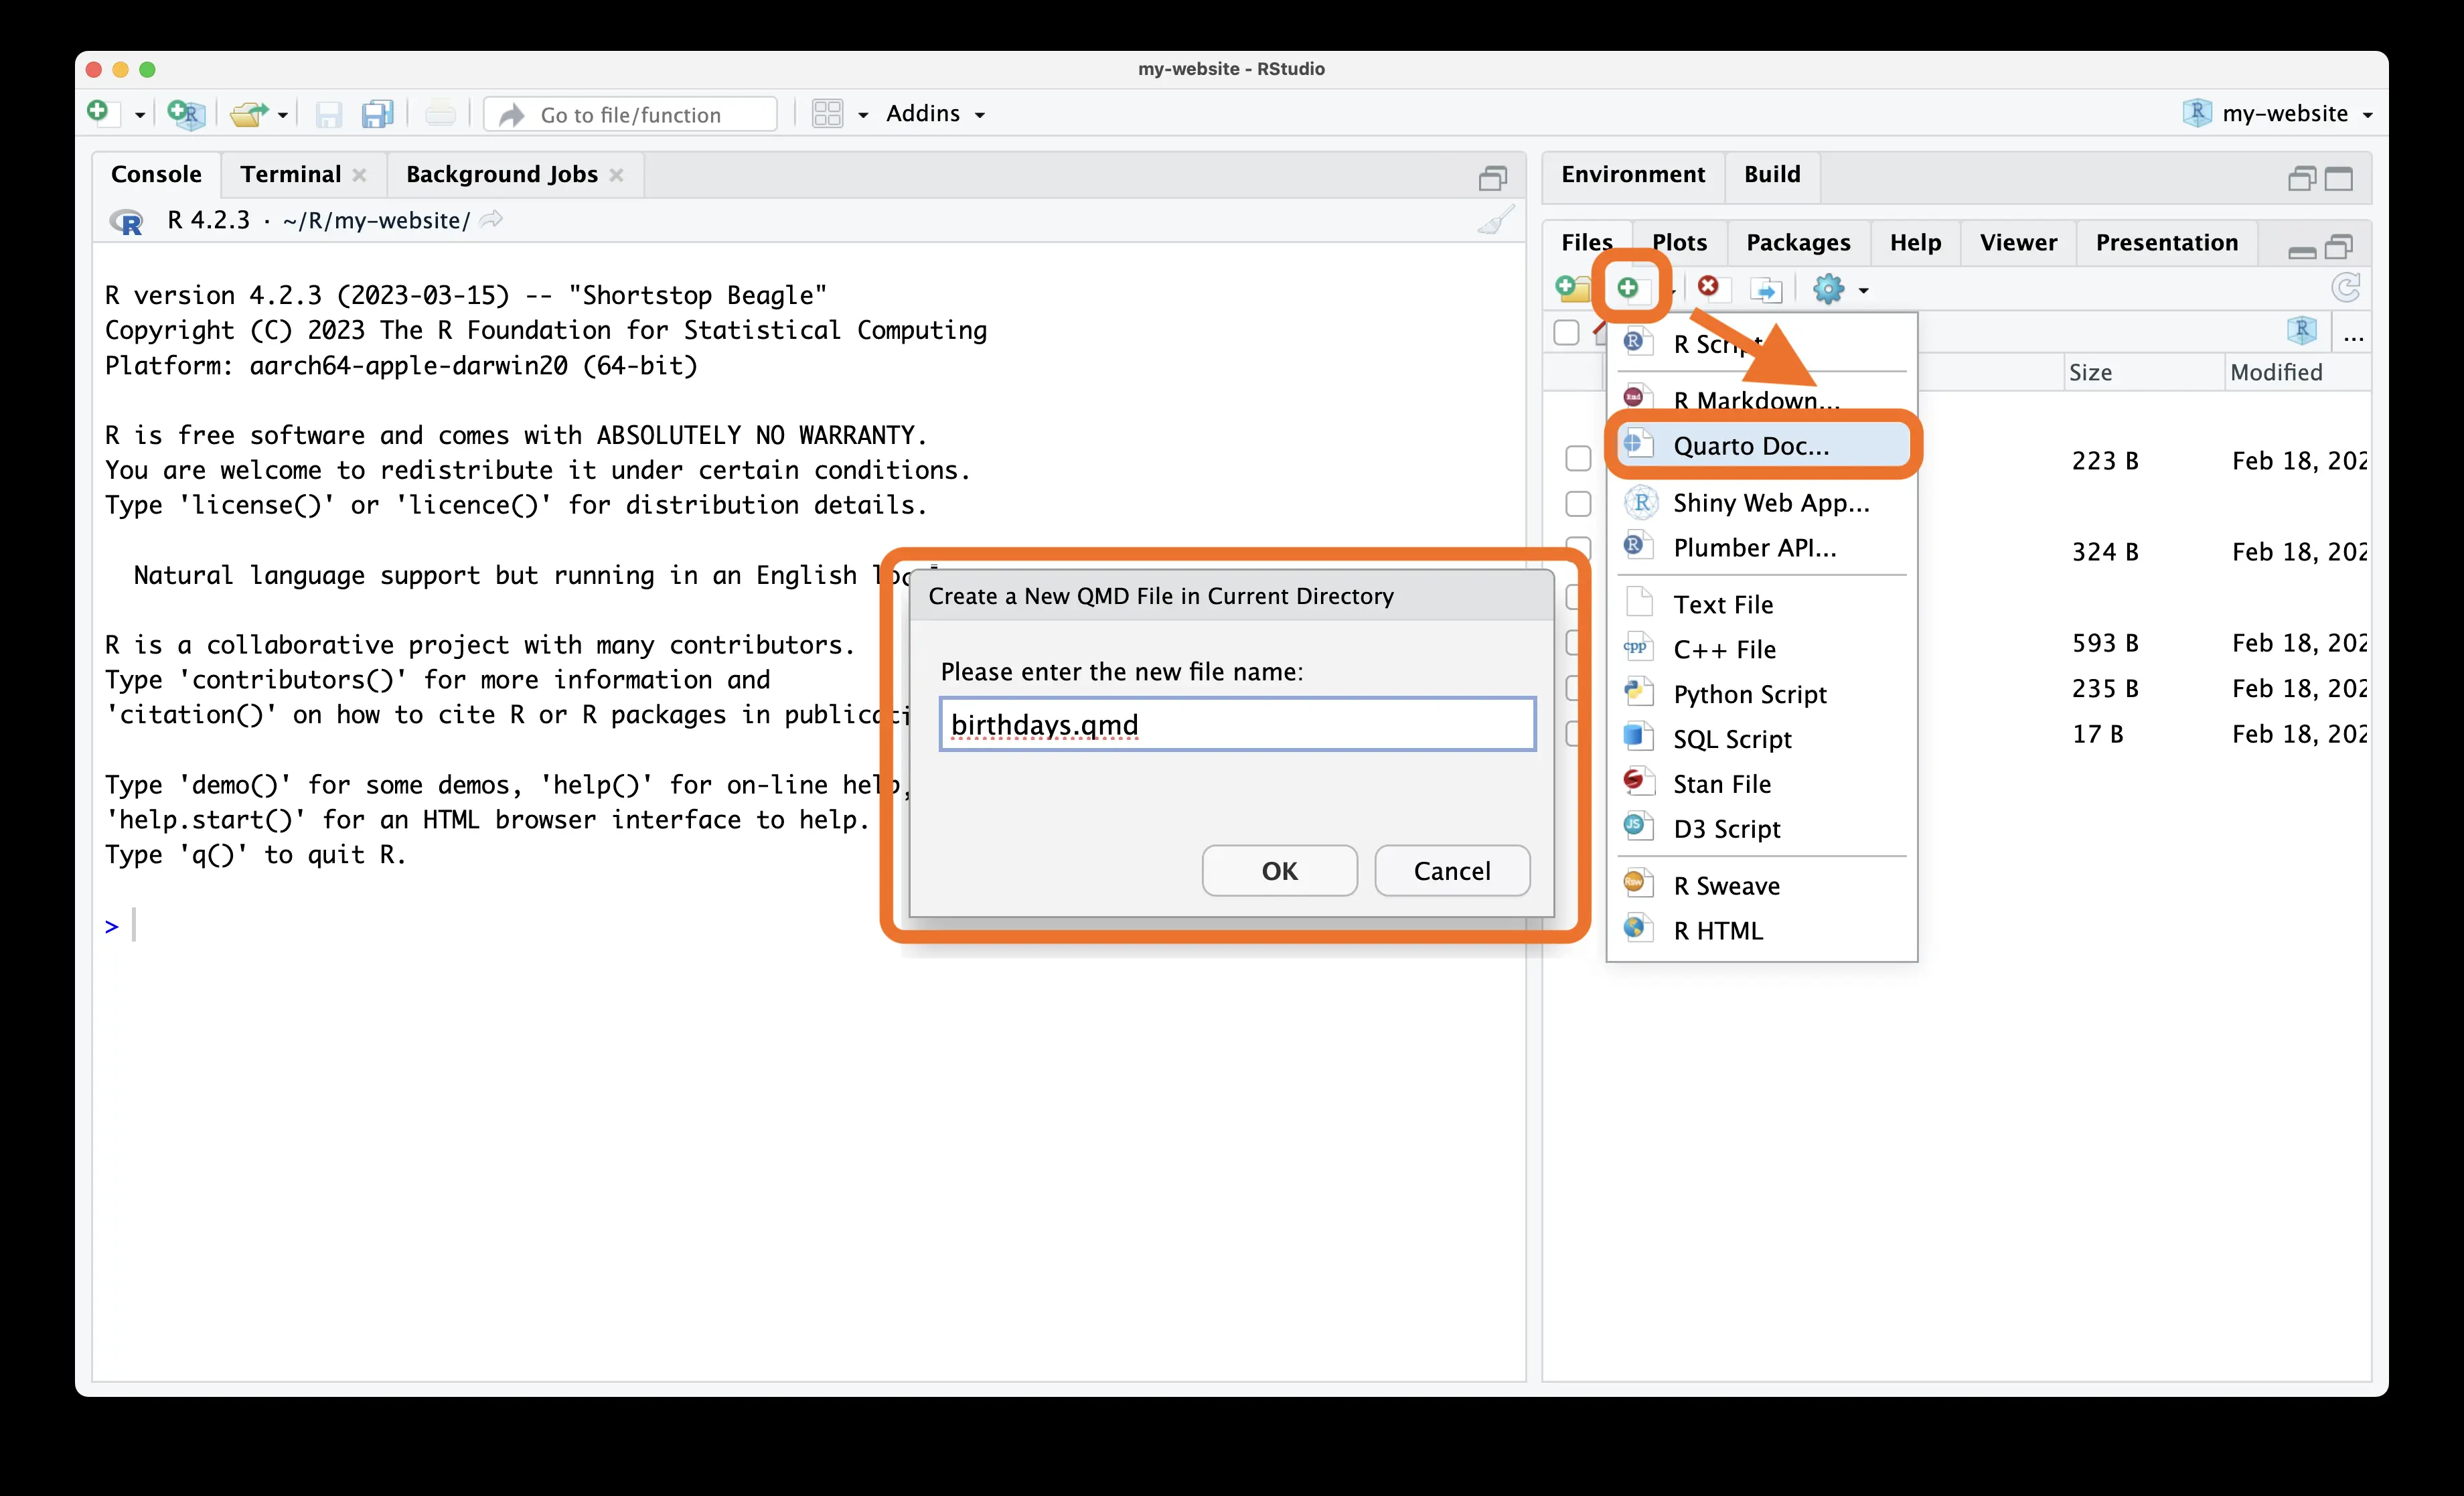 my-website - RStudio
Go to file/function
Addins
my-website
Console
Terminal
Background Jobs
R 4.2.3 · ~/R/my-website/
R version 4.2.3 (2023-03-15) -- "Shortstop Beagle"
Copyright (C) 2023 The R Foundation for Statistical Computing
Platform: aarch64-apple-darwin20 (64-bit)
R is free software and comes with ABSOLUTELY NO WARRANTY.
You are welcome to redistribute it under certain conditions.
Type 'license()' or 'licence()' for distribution details.
Natural language support but running in an English
R is a collaborative project with many contributors.
Type 'contributors()' for more information and
'citation()' on how to cite R or R packages in
Type 'demo()' for some demos, 'help()' for on-line help,
'help.start()' for an HTML browser interface to help.
Type 'q()' to quit R.
>
Create a New QMD File in Current Directory
Please enter the new file name:
birthdays.qmd
OK
Cancel
Environment
Build
Files
Plots
Packages
Help
Viewer
Presentation
...
Size
Modified
R Script
R Markdown...
Quarto Doc...
Shiny Web App...
Plumber API...
Text File
cpp
C++ File
Python Script
SQL Script
Stan File
JS
D3 Script
R Sweave
R HTML
223 B
Feb 18, 202
324 B
Feb 18, 202
593 B
Feb 18, 202
235 B
Feb 18, 202
17 B
Feb 18, 202